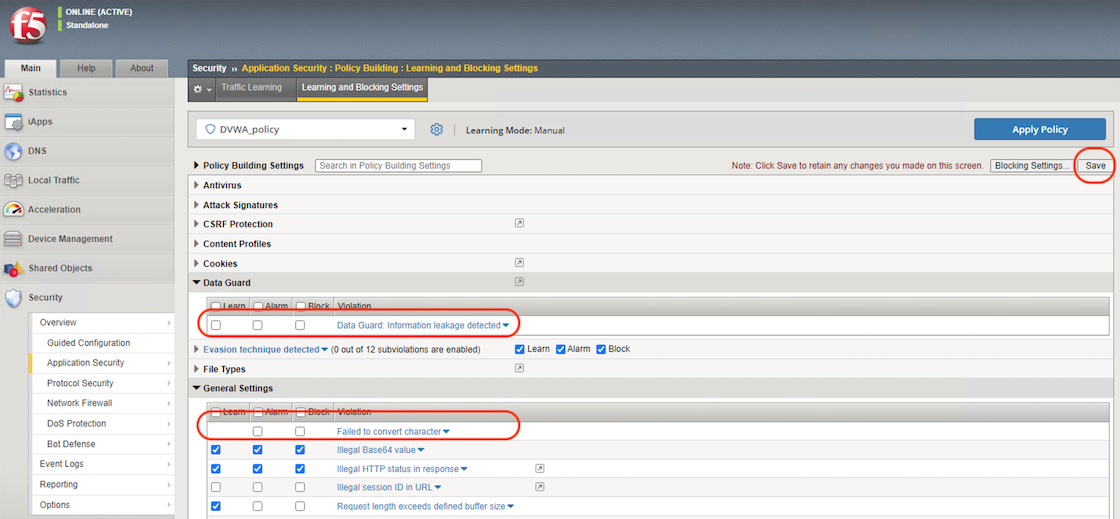 f5
ONLINE (ACTIVE)
Standalone
Main Help About
Statistics
iApps
DNS
Local Traffic
Acceleration
Device Management
Shared Objects
Security
Overview
Guided Configuration
Application Security
Protocol Security
Network Firewall
DoS Protection
Bot Defense
Event Logs
Reporting
Options
Security ›› Application Security : Policy Building : Learning and Blocking Settings
Traffic Learning Learning and Blocking Settings
DVWA_policy Learning Mode: Manual Apply Policy
Policy Building Settings Search in Policy Building Settings Note: Click Save to retain any changes you made on this screen. Blocking Settings... Save
Antivirus
Attack Signatures
CSRF Protection
Content Profiles
Cookies
Data Guard
Learn Alarm Block Violation
Data Guard: Information leakage detected
Evasion technique detected (0 out of 12 subviolations are enabled) Learn Alarm Block
File Types
General Settings
Learn Alarm Block Violation
Failed to convert character
Illegal Base64 value
Illegal HTTP status in response
Illegal session ID in URL
Request length exceeds defined buffer size